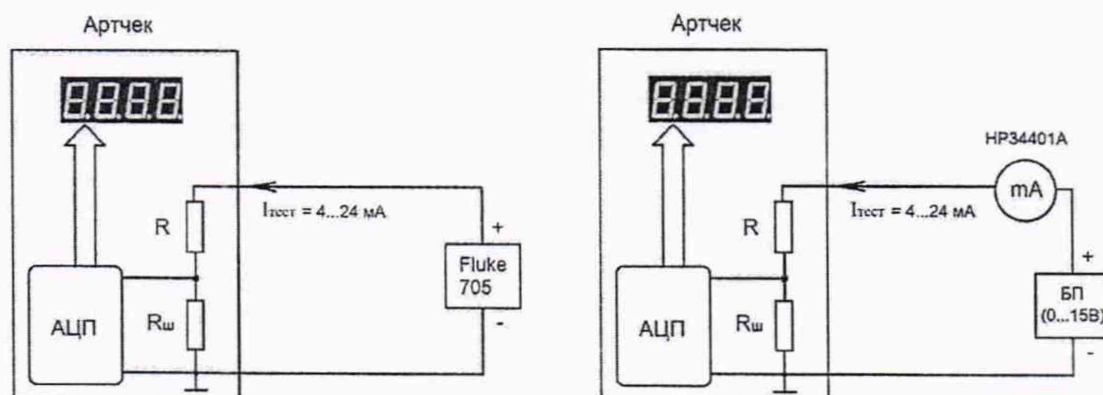 Артчек
8.8.8.8.
R
Iтест = 4...24 мА
+
Fluke
705
-
АЦП
Rш
Артчек
8.8.8.8.
HP34401A
mA
R
Iтест = 4...24 мА
+
БП
(0...15В)
-
АЦП
Rш